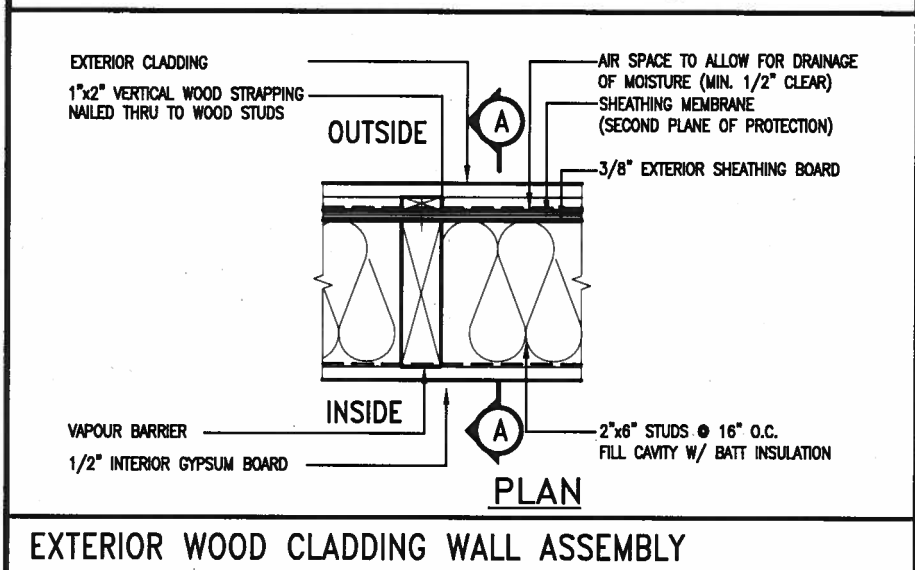 EXTERIOR CLADDING
1"x2" VERTICAL WOOD STRAPPING
NAILED THRU TO WOOD STUDS
OUTSIDE
A
AIR SPACE TO ALLOW FOR DRAINAGE
OF MOISTURE (MIN. 1/2" CLEAR)
SHEATHING MEMBRANE
(SECOND PLANE OF PROTECTION)
3/8" EXTERIOR SHEATHING BOARD
INSIDE
A
VAPOUR BARRIER
1/2" INTERIOR GYPSUM BOARD
2"x6" STUDS @ 16" O.C.
FILL CAVITY W/ BATT INSULATION
PLAN
EXTERIOR WOOD CLADDING WALL ASSEMBLY